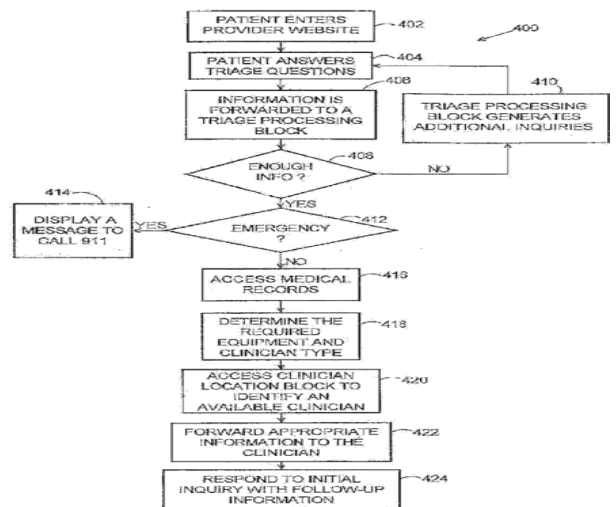 PATIENT ENTERS
PROVIDER WEBSITE
402
400
PATIENT ANSWERS
TRIAGE QUESTIONS
404
406
410
INFORMATION IS
FORWARDED TO A
TRIAGE PROCESSING
BLOCK
TRIAGE PROCESSING
BLOCK GENERATES
ADDITIONAL INQUIRIES
408
ENOUGH
INFO ?
NO
YES
414
412
DISPLAY A
MESSAGE TO
CALL 911
YES
EMERGENCY
?
NO
416
ACCESS MEDICAL
RECORDS
DETERMINE THE
REQUIRED
EQUIPMENT AND
CLINICIAN TYPE
418
ACCESS CLINICIAN
LOCATION BLOCK TO
IDENTIFY AN
AVAILABLE CLINICIAN
420
FORWARD APPROPRIATE
INFORMATION TO THE
CLINICIAN
422
RESPOND TO INITIAL
INQUIRY WITH FOLLOW-UP
INFORMATION
424